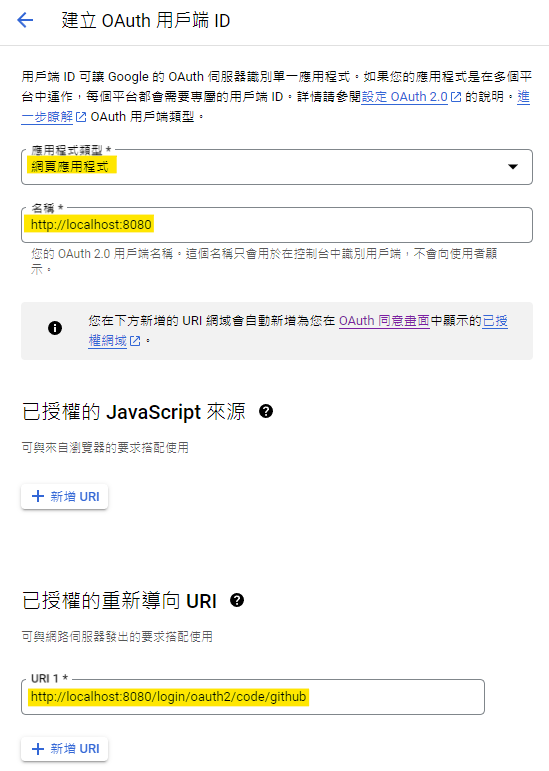 建立 OAuth 用戶端 ID
用戶端 ID 可讓 Google 的 OAuth 伺服器識別單一應用程式。如果您的應用程式是在多個平
台中運作，每個平台都會需要專屬的用戶端 ID。詳情請參閱設定 OAuth 2.0 的說明。進
一步瞭解 OAuth 用戶端類型。
應用程式類型 *
網頁應用程式
名稱 *
http://localhost:8080
您的 OAuth 2.0 用戶端名稱。這個名稱只會用於在控制台中識別用戶端，不會向使用者顯
示。
您在下方新增的 URI 網域會自動新增為您在 OAuth 同意畫面中顯示的已授
權網域。
已授權的 JavaScript 來源
可與來自瀏覽器的要求搭配使用
新增 URI
已授權的重新導向 URI
可與網路伺服器發出的要求搭配使用
URI 1 *
http://localhost:8080/login/oauth2/code/github
新增 URI